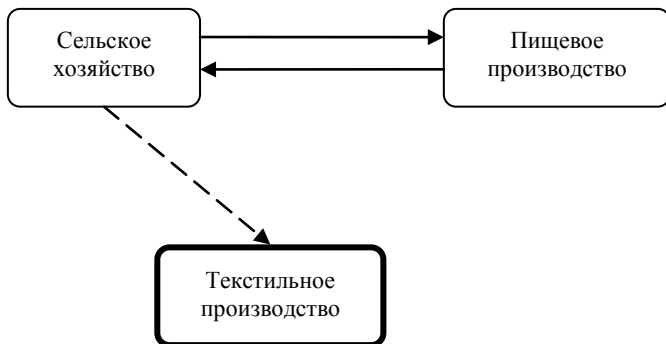 Сельское
хозяйство
Пищевое
производство
Текстильное
производство